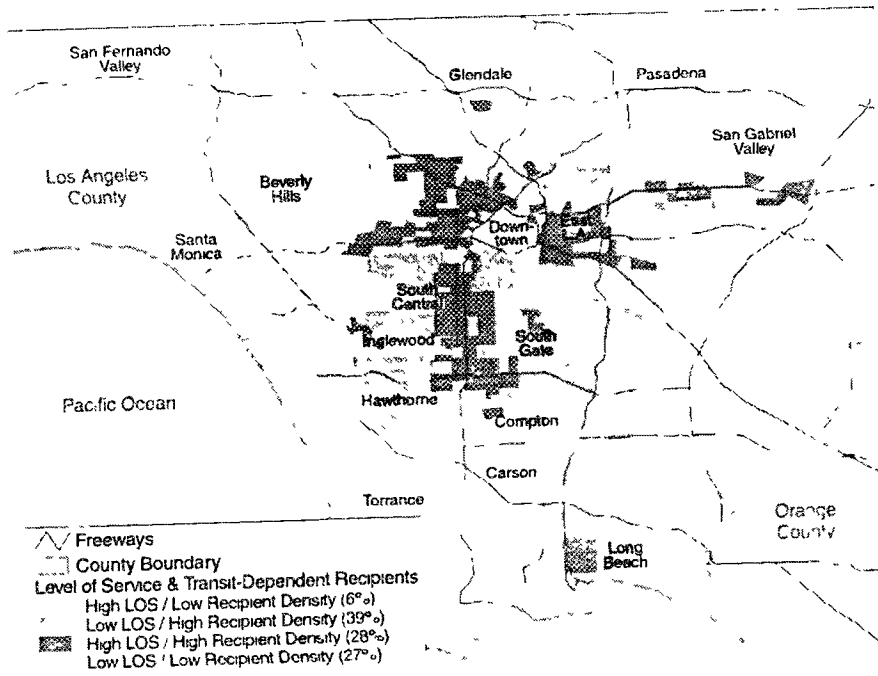 San Fernando
Valley
Glendale
Pasadena
San Gabriel
Valley
Los Angeles
County
Beverly
Hills
Down-
town
East
L.A.
Santa
Monica
South
Central
Inglewood
South
Gate
Pacific Ocean
Hawthorne
Compton
Carson
Torrance
Orange
County
Long
Beach
Freeways
County Boundary
Level of Service & Transit-Dependent Recipients
High LOS / Low Recipient Density (6%)
Low LOS / High Recipient Density (39%)
High LOS / High Recipient Density (28%)
Low LOS / Low Recipient Density (27%)